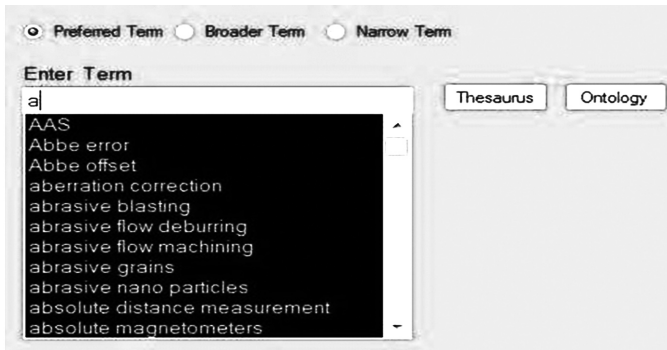 Preferred Term Broader Term Narrow Term
Enter Term
a
Thesaurus Ontology
AAS
Abbe error
Abbe offset
aberration correction
abrasive blasting
abrasive flow deburring
abrasive flow machining
abrasive grains
abrasive nano particles
absolute distance measurement
absolute magnetometers